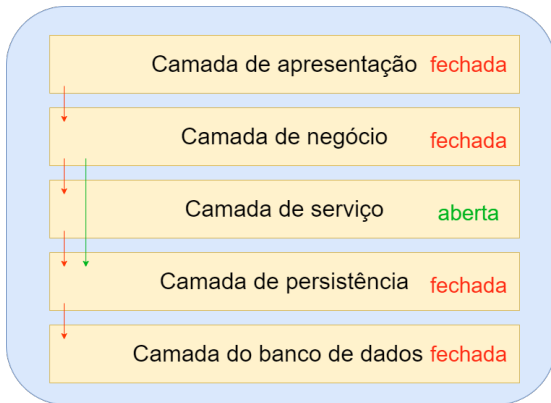 Camada de apresentação fechada
Camada de negócio fechada
Camada de serviço aberta
Camada de persistência fechada
Camada do banco de dados fechada